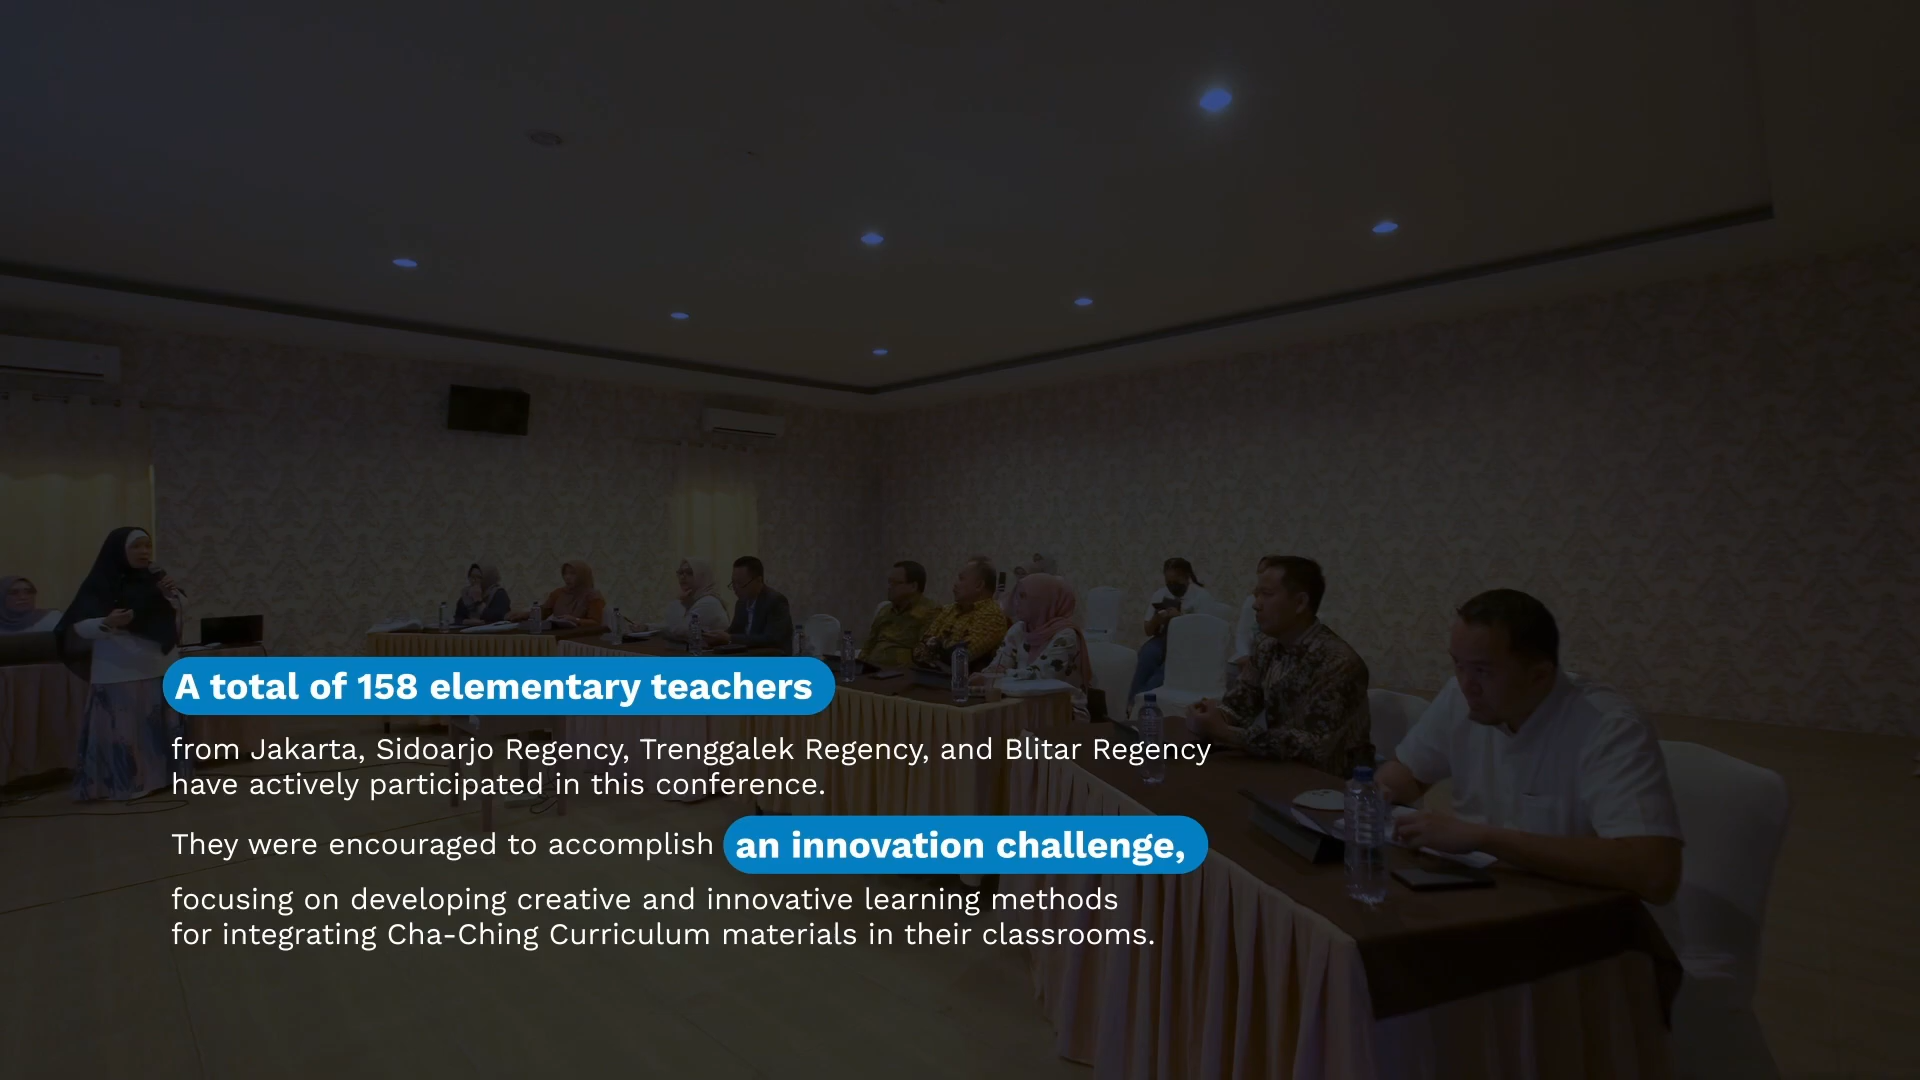 A total of 158 elementary teachers
from Jakarta, Sidoarjo Regency, Trenggalek Regency, and Blitar Regency
have actively participated in this conference.
They were encouraged to accomplish an innovation challenge,
focusing on developing creative and innovative learning methods
for integrating Cha-Ching Curriculum materials in their classrooms.